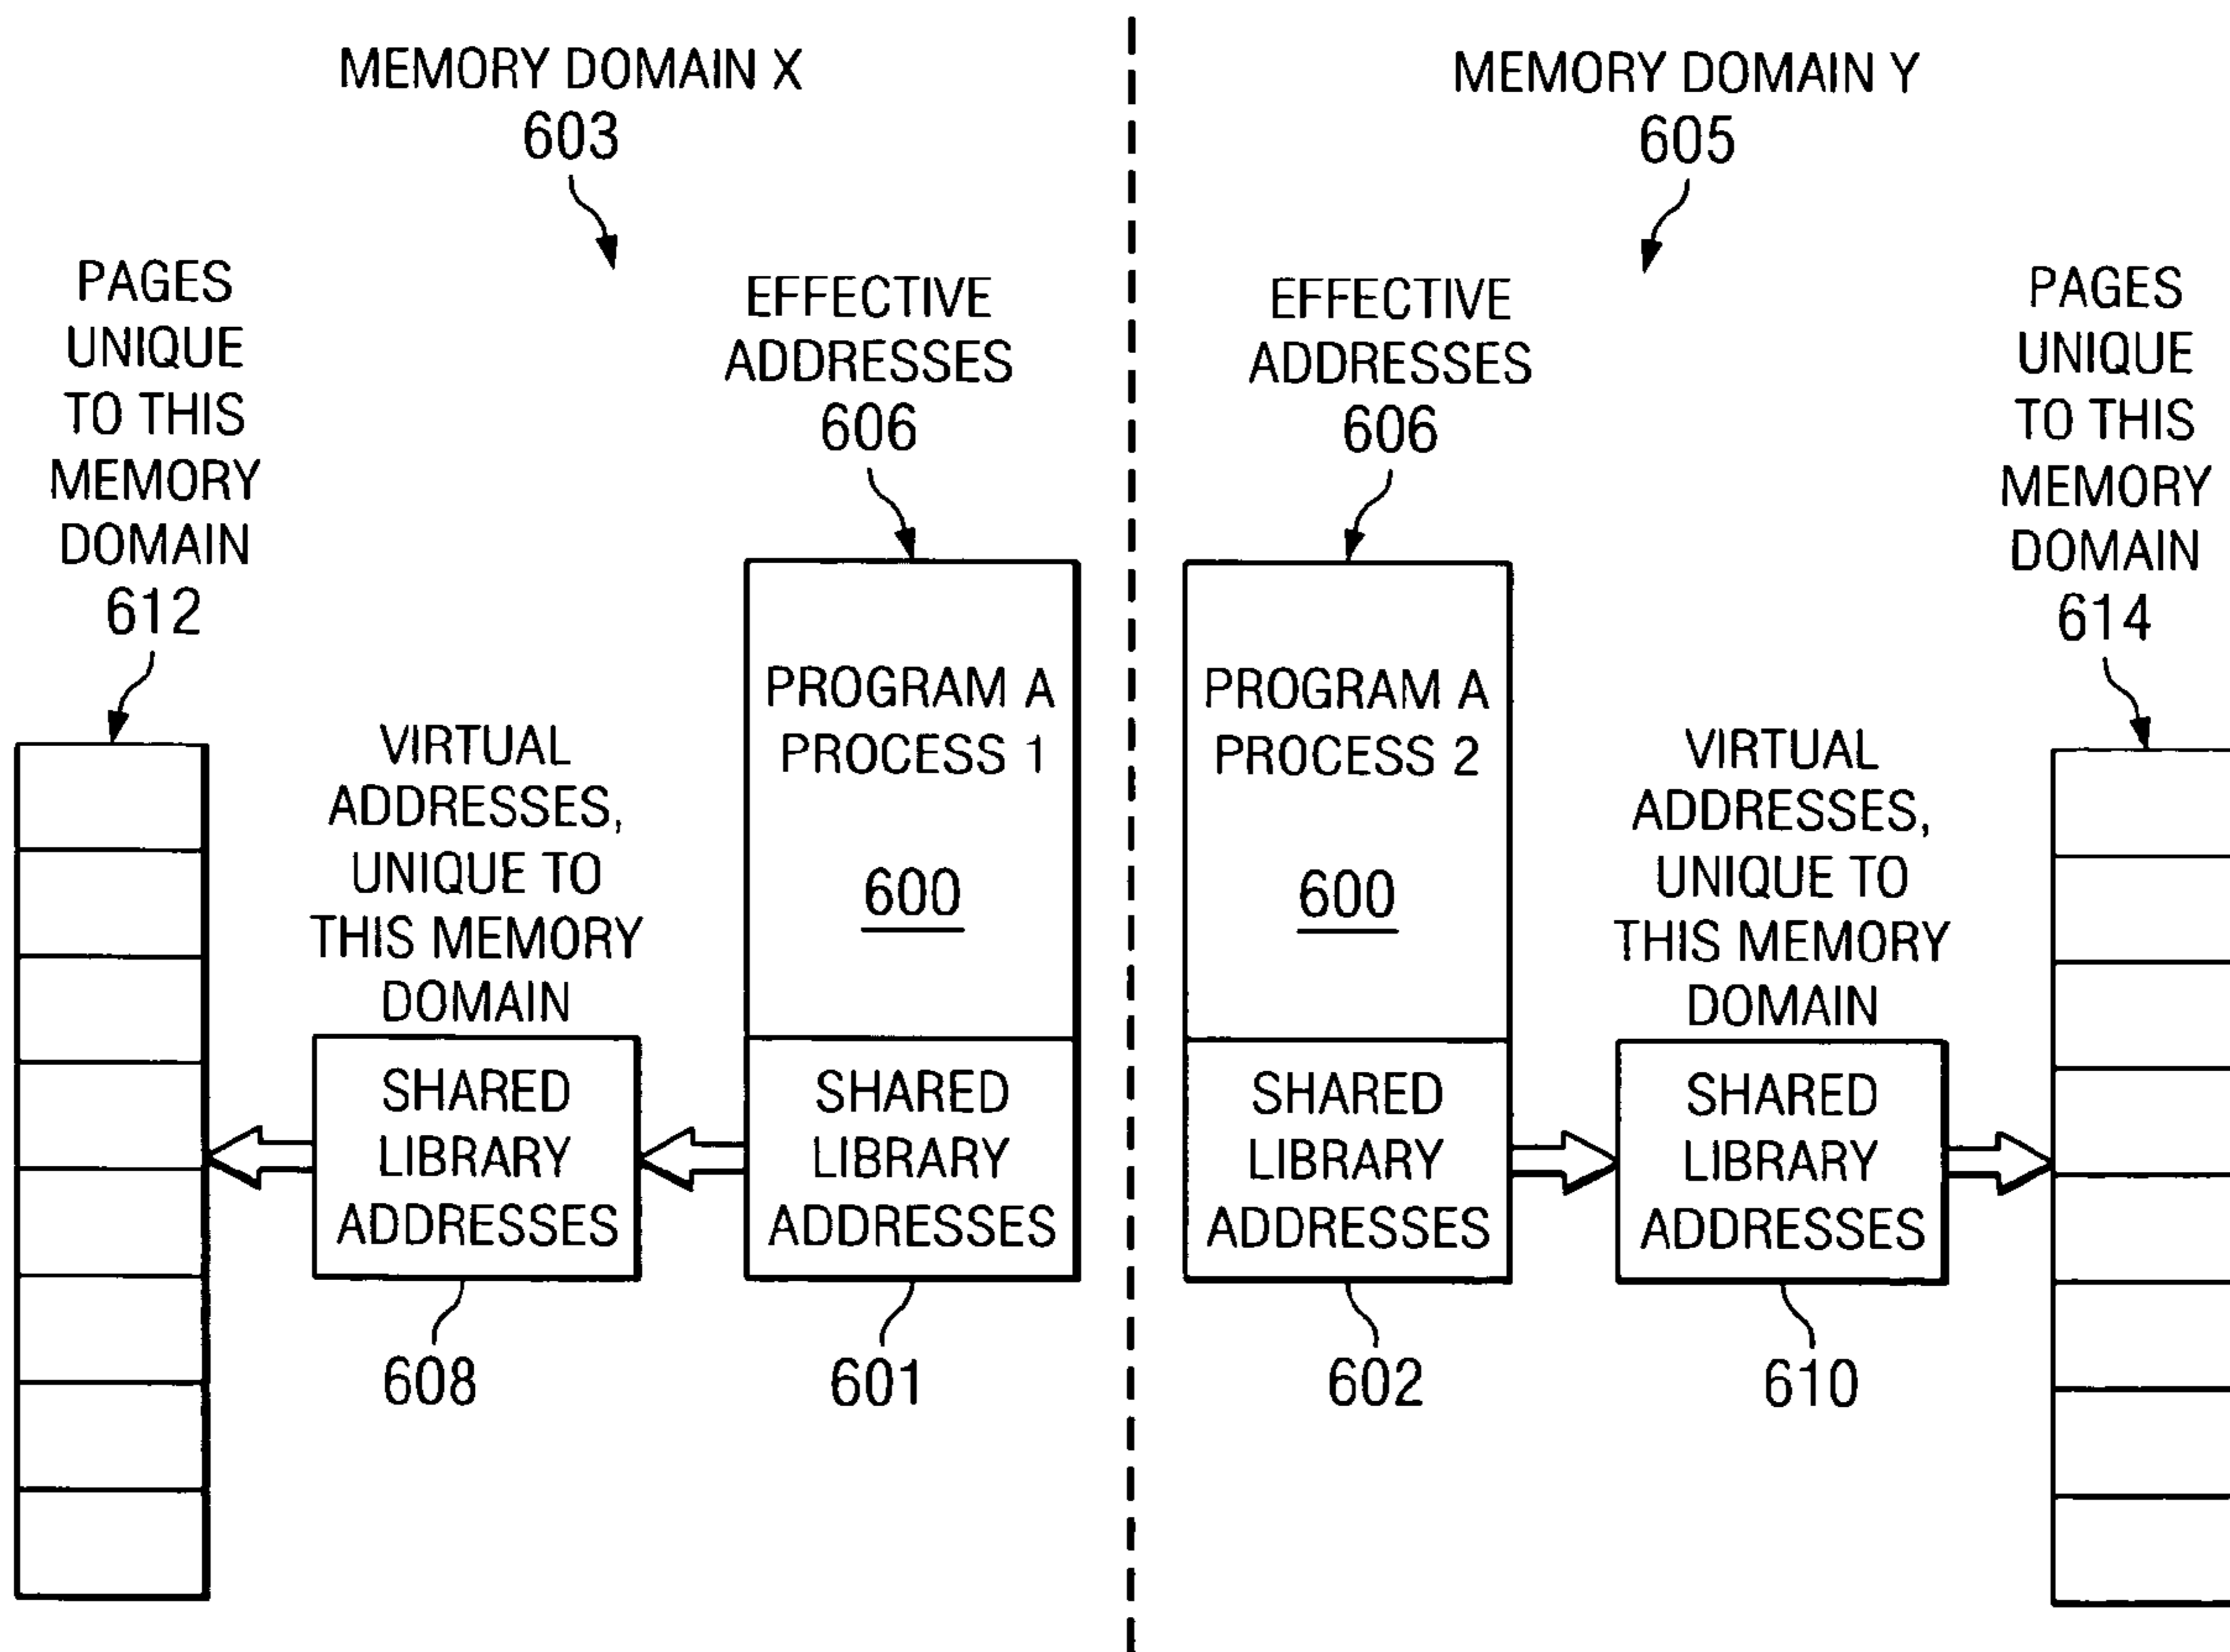 MEMORY DOMAIN X
603
MEMORY DOMAIN Y
605
PAGES
UNIQUE
TO THIS
MEMORY
DOMAIN
612
EFFECTIVE
ADDRESSES
606
EFFECTIVE
ADDRESSES
606
PAGES
UNIQUE
TO THIS
MEMORY
DOMAIN
614
VIRTUAL
ADDRESSES,
UNIQUE TO
THIS MEMORY
DOMAIN
PROGRAM A
PROCESS 1
600
PROGRAM A
PROCESS 2
600
VIRTUAL
ADDRESSES,
UNIQUE TO
THIS MEMORY
DOMAIN
SHARED
LIBRARY
ADDRESSES
608
SHARED
LIBRARY
ADDRESSES
601
SHARED
LIBRARY
ADDRESSES
602
SHARED
LIBRARY
ADDRESSES
610